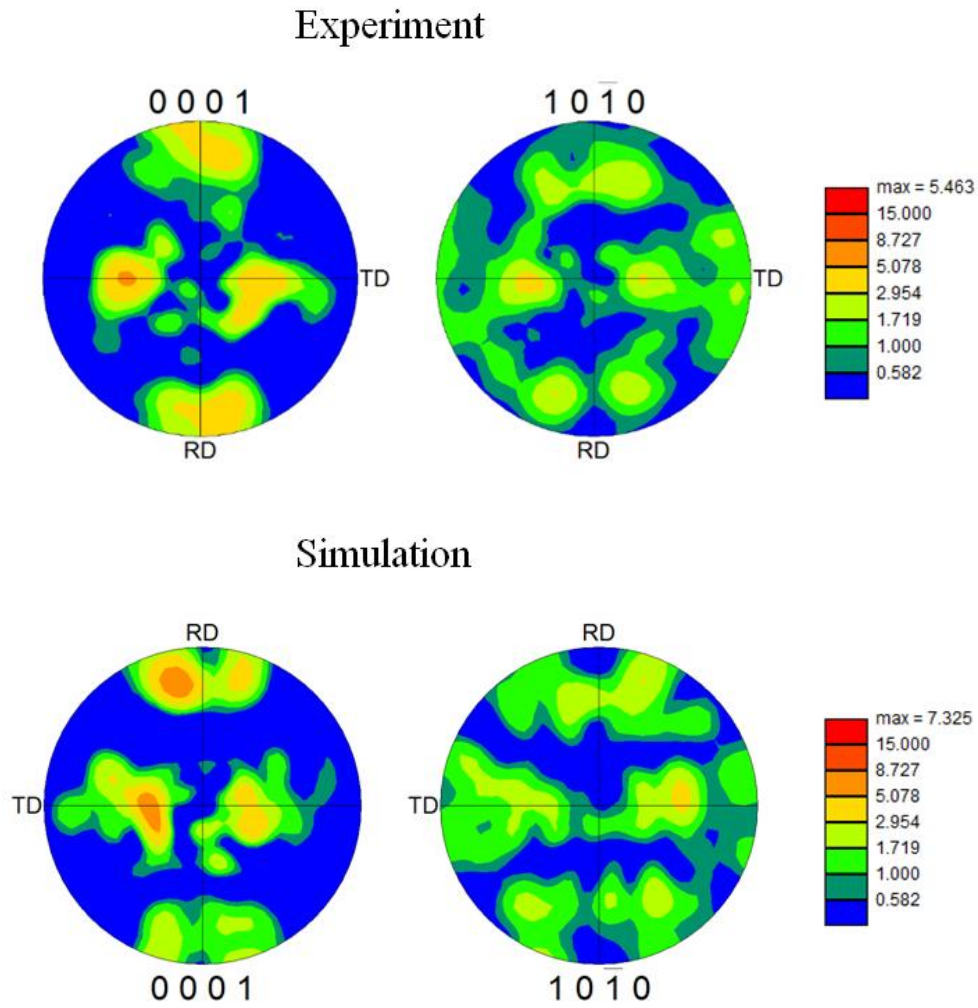 Experiment
0 0 0 1
1 0 1̅ 0
TD
TD
RD
RD
max = 5.463
15.000
8.727
5.078
2.954
1.719
1.000
0.582
Simulation
RD
RD
TD
TD
0 0 0 1
1 0 1̅ 0
max = 7.325
15.000
8.727
5.078
2.954
1.719
1.000
0.582